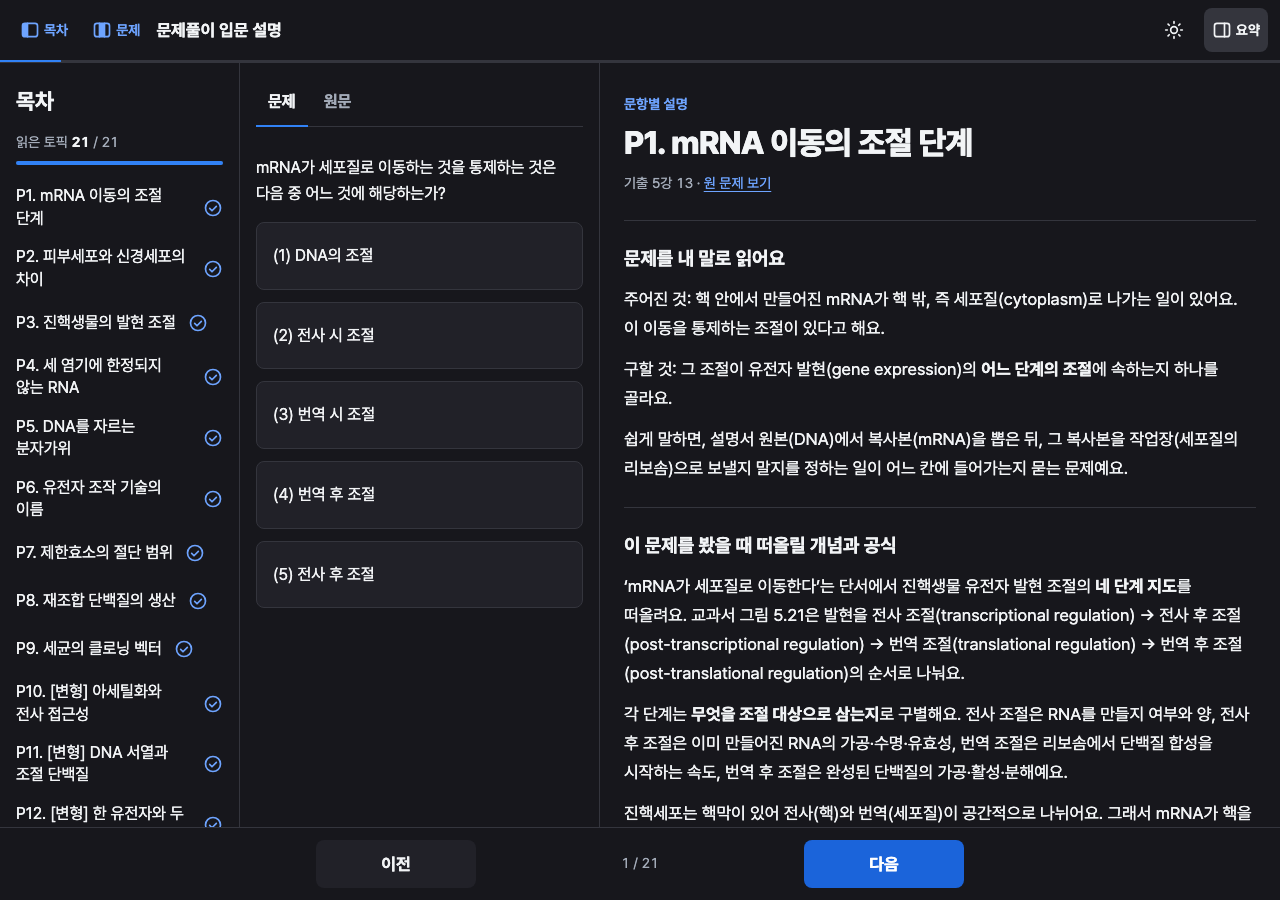 목차
문제
문제풀이 입문 설명
요약
목차
읽은 토픽 21 / 21
P1. mRNA 이동의 조절
단계
P2. 피부세포와 신경세포의
차이
P3. 진핵생물의 발현 조절
P4. 세 염기에 한정되지
않는 RNA
P5. DNA를 자르는
분자가위
P6. 유전자 조작 기술의
이름
P7. 제한효소의 절단 범위
P8. 재조합 단백질의 생산
P9. 세균의 클로닝 벡터
P10. [변형] 아세틸화와
전사 접근성
P11. [변형] DNA 서열과
조절 단백질
P12. [변형] 한 유전자와 두
문제
원문
mRNA가 세포질로 이동하는 것을 통제하는 것은
다음 중 어느 것에 해당하는가?
(1) DNA의 조절
(2) 전사 시 조절
(3) 번역 시 조절
(4) 번역 후 조절
(5) 전사 후 조절
문항별 설명
P1. mRNA 이동의 조절 단계
기출 5강 13 · 원 문제 보기
문제를 내 말로 읽어요
주어진 것: 핵 안에서 만들어진 mRNA가 핵 밖, 즉 세포질(cytoplasm)로 나가는 일이 있어요.
이 이동을 통제하는 조절이 있다고 해요.
구할 것: 그 조절이 유전자 발현(gene expression)의 어느 단계의 조절에 속하는지 하나를
골라요.
쉽게 말하면, 설명서 원본(DNA)에서 복사본(mRNA)을 뽑은 뒤, 그 복사본을 작업장(세포질의
리보솜)으로 보낼지 말지를 정하는 일이 어느 칸에 들어가는지 묻는 문제예요.
이 문제를 봤을 때 떠올릴 개념과 공식
‘mRNA가 세포질로 이동한다’는 단서에서 진핵생물 유전자 발현 조절의 네 단계 지도를
떠올려요. 교과서 그림 5.21은 발현을 전사 조절(transcriptional regulation) → 전사 후 조절
(post-transcriptional regulation) → 번역 조절(translational regulation) → 번역 후 조절
(post-translational regulation)의 순서로 나눠요.
각 단계는 무엇을 조절 대상으로 삼는지로 구별해요. 전사 조절은 RNA를 만들지 여부와 양, 전사
후 조절은 이미 만들어진 RNA의 가공·수명·유효성, 번역 조절은 리보솜에서 단백질 합성을
시작하는 속도, 번역 후 조절은 완성된 단백질의 가공·활성·분해예요.
진핵세포는 핵막이 있어 전사(핵)와 번역(세포질)이 공간적으로 나뉘어요. 그래서 mRNA가 핵을
이전
1 / 21
다음